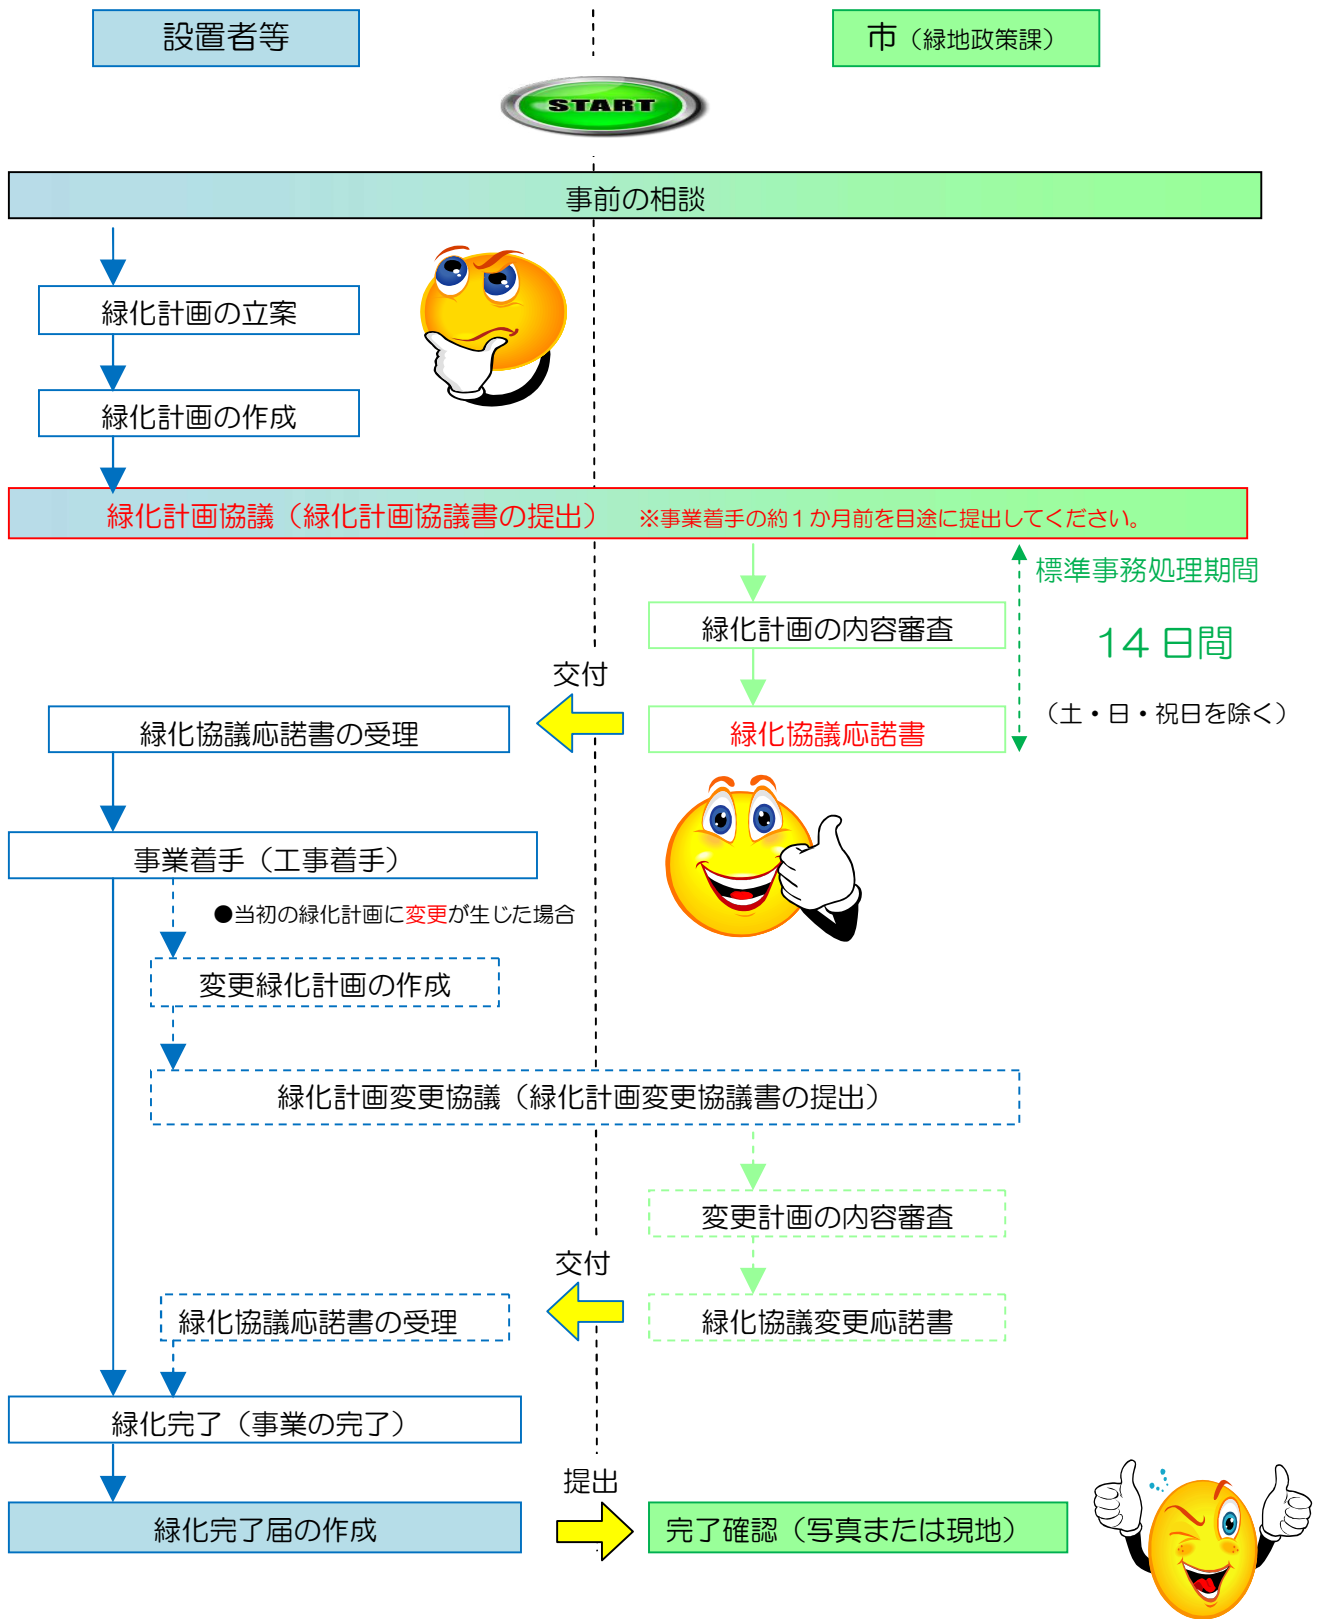 設置者等
市（緑地政策課）
START
事前の相談
緑化計画の立案
緑化計画の作成
緑化計画協議（緑化計画協議書の提出） ※事業着手の約１か月前を目途に提出してください。
標準事務処理期間
緑化計画の内容審査
14 日間
交付
（土・日・祝日を除く）
緑化協議応諾書の受理
緑化協議応諾書
事業着手（工事着手）
●当初の緑化計画に変更が生じた場合
変更緑化計画の作成
緑化計画変更協議（緑化計画変更協議書の提出）
変更計画の内容審査
交付
緑化協議応諾書の受理
緑化協議変更応諾書
緑化完了（事業の完了）
提出
緑化完了届の作成
完了確認（写真または現地）